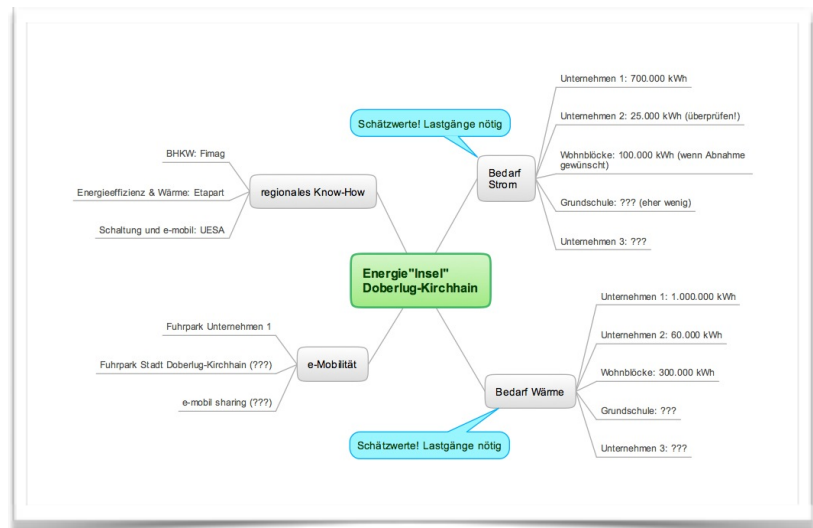 Unternehmen 1: 700.000 kWh
Schätzwerte! Lastgänge nötig
Unternehmen 2: 25.000 kWh (überprüfen!)
BHKW: Fimag
Wohnblöcke: 100.000 kWh (wenn Abnahme
gewünscht)
Bedarf
Strom
Energieeffizienz & Wärme: Etapart
regionales Know-How
Grundschule: ??? (eher wenig)
Schaltung und e-mobil: UESA
Unternehmen 3: ???
Energie"Insel"
Doberlug-Kirchhain
Unternehmen 1: 1.000.000 kWh
Fuhrpark Unternehmen 1
Unternehmen 2: 60.000 kWh
Fuhrpark Stadt Doberlug-Kirchhain (???)
e-Mobilität
Wohnblöcke: 300.000 kWh
Bedarf Wärme
e-mobil sharing (???)
Grundschule: ???
Schätzwerte! Lastgänge nötig
Unternehmen 3: ???